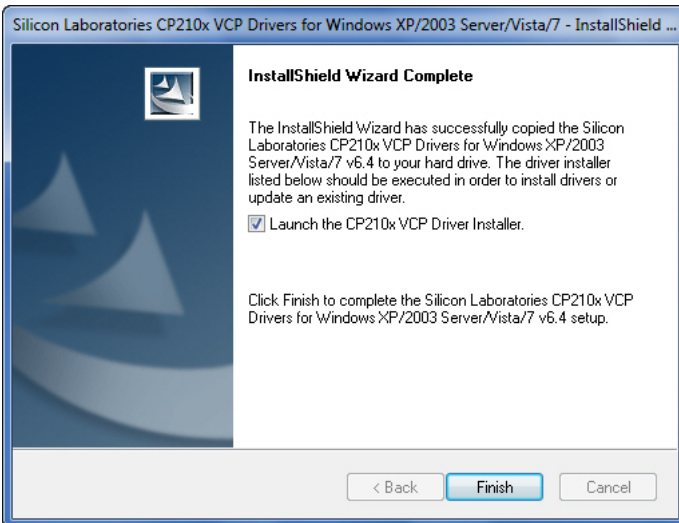 Silicon Laboratories CP210x VCP Drivers for Windows XP/2003 Server/Vista/7 - InstallShield ...
InstallShield Wizard Complete
The InstallShield Wizard has successfully copied the Silicon
Laboratories CP210x VCP Drivers for Windows XP/2003
Server/Vista/7 v6.4 to your hard drive. The driver installer
listed below should be executed in order to install drivers or
update an existing driver.
Launch the CP210x VCP Driver Installer.
Click Finish to complete the Silicon Laboratories CP210x VCP
Drivers for Windows XP/2003 Server/Vista/7 v6.4 setup.
< Back Finish Cancel